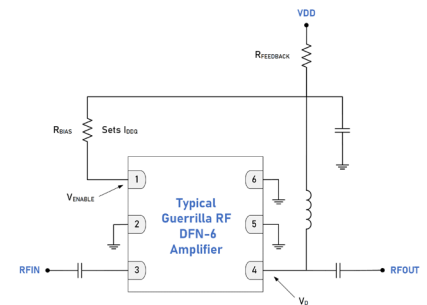 VDD
RFEEDBACK
RBIAS
Sets IDDQ
1
6
VENABLE
Typical
Guerrilla RF
DFN-6
Amplifier
2
5
RFIN
3
4
RFOUT
VD